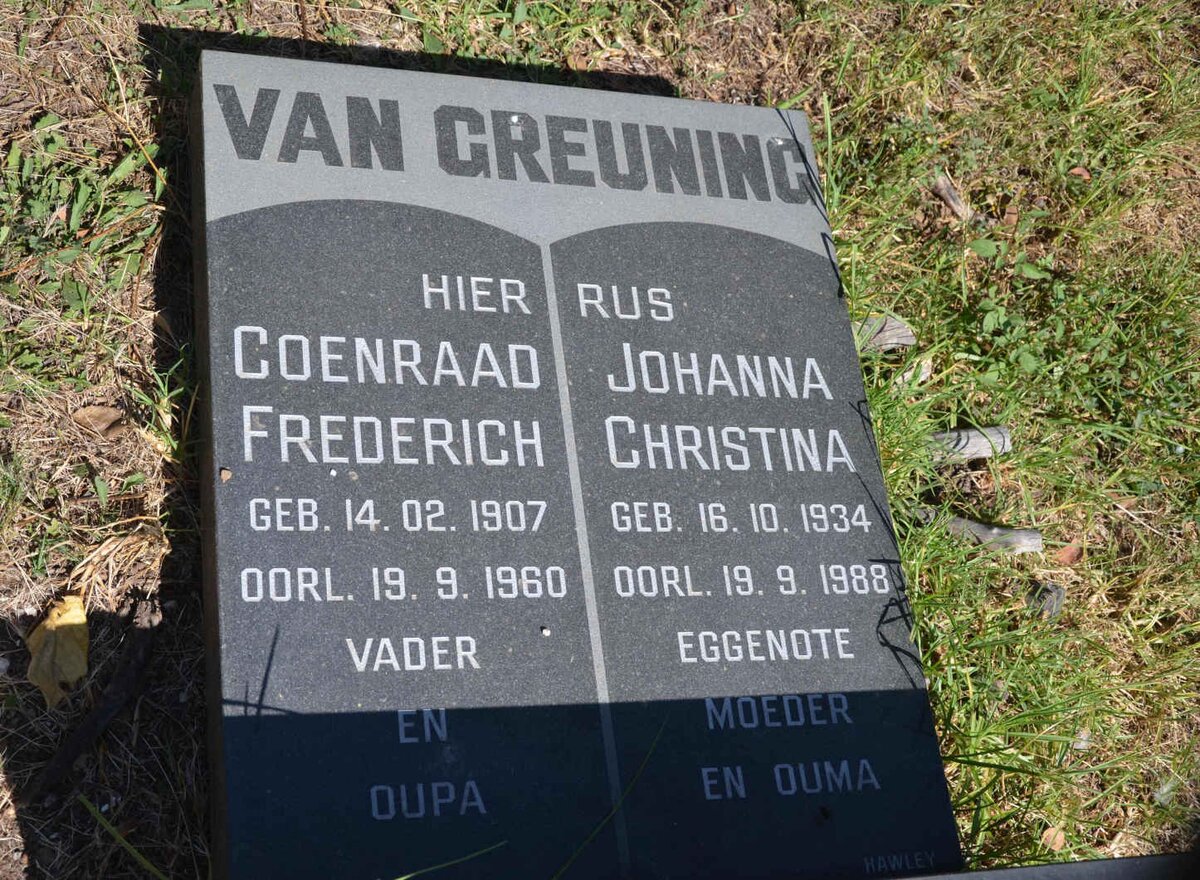 VAN GREUNING
HIER RUS
COENRAAD
FREDERICH
GEB. 14. 02. 1907
OORL. 19. 9. 1960
VADER
EN
OUPA
JOHANNA
CHRISTINA
GEB. 16. 10. 1934
OORL. 19. 9. 1988
EGGENOTE
MOEDER
EN OUMA
HAWLEY